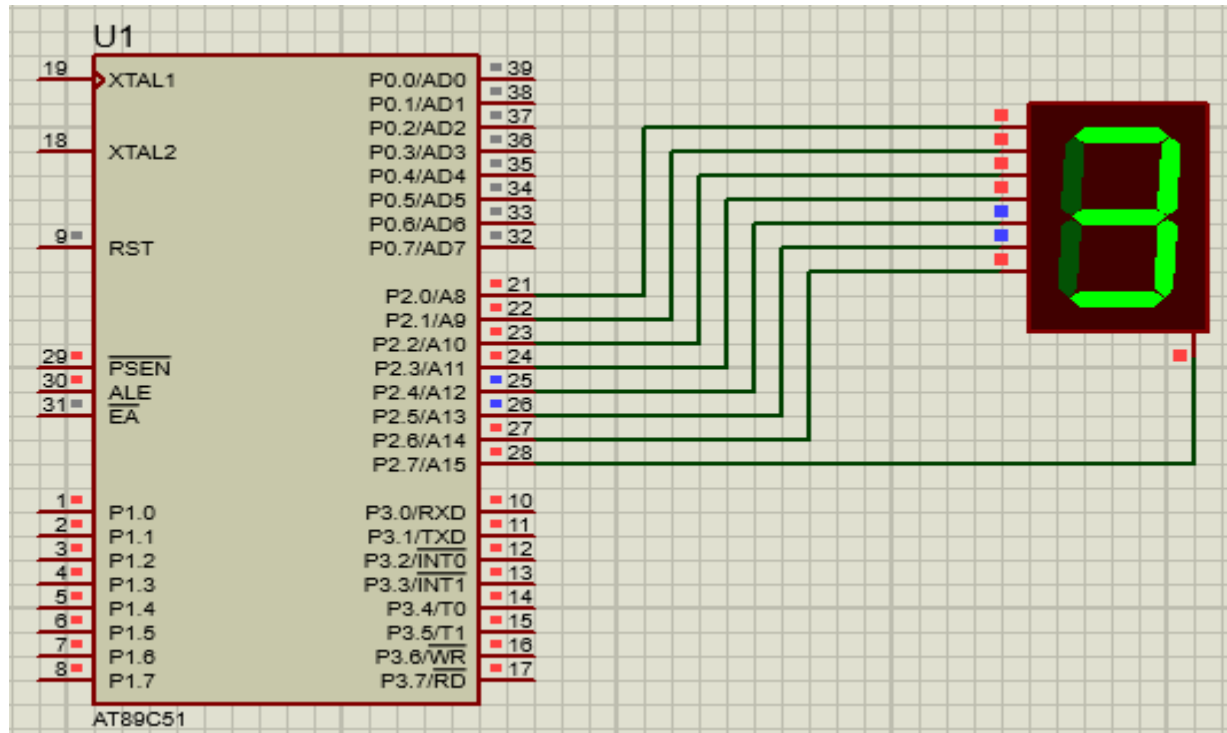 U1
19 XTAL1 P0.0/AD0 39
P0.1/AD1 38
P0.2/AD2 37
18 XTAL2 P0.3/AD3 36
P0.4/AD4 35
P0.5/AD5 34
P0.6/AD6 33
9 RST P0.7/AD7 32
P2.0/A8 21
P2.1/A9 22
P2.2/A10 23
29 PSEN P2.3/A11 24
30 ALE P2.4/A12 25
31 EA P2.5/A13 26
P2.6/A14 27
P2.7/A15 28
1 P1.0 P3.0/RXD 10
2 P1.1 P3.1/TXD 11
3 P1.2 P3.2/INT0 12
4 P1.3 P3.3/INT1 13
5 P1.4 P3.4/T0 14
6 P1.5 P3.5/T1 15
7 P1.6 P3.6/WR 16
8 P1.7 P3.7/RD 17
AT89C51
3